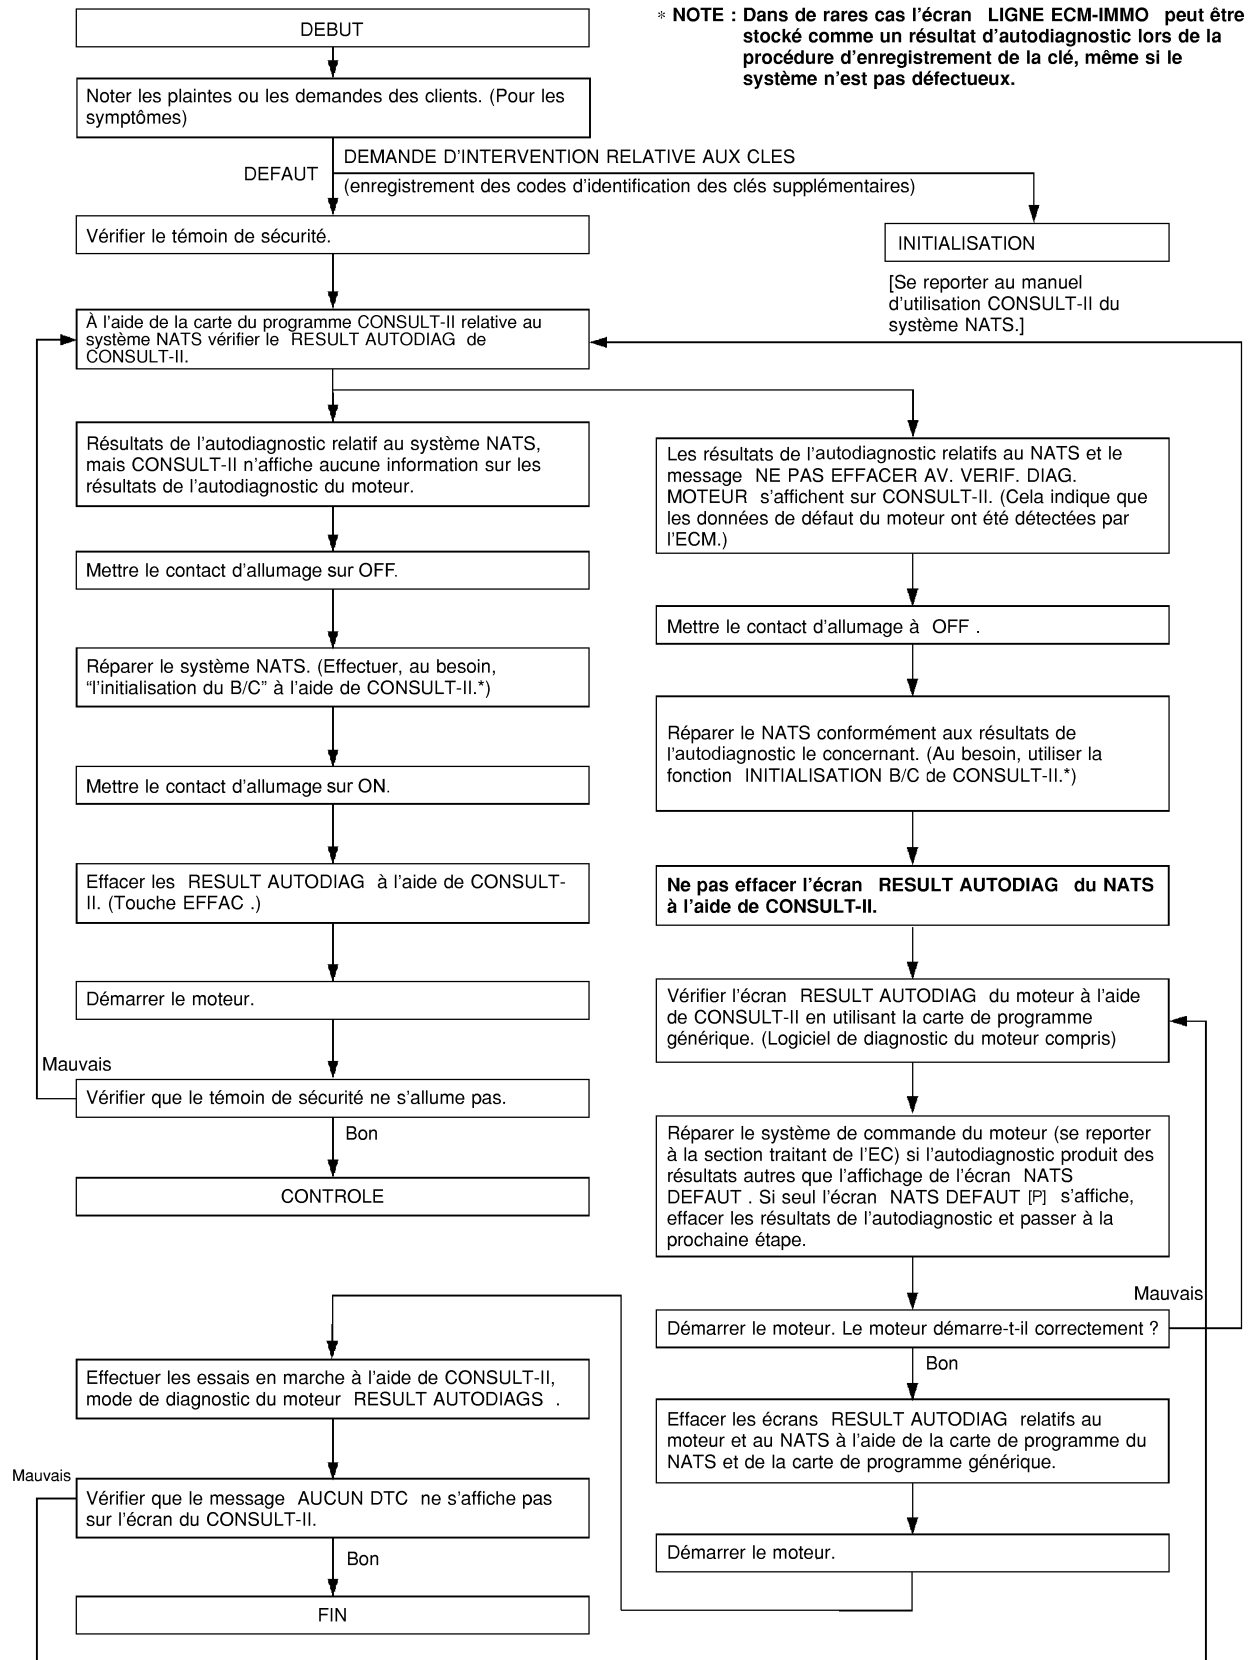 DEBUT
∗ NOTE : Dans de rares cas l’écran LIGNE ECM-IMMO peut être
stocké comme un résultat d’autodiagnostic lors de la
procédure d’enregistrement de la clé, même si le
système n’est pas défectueux.
Noter les plaintes ou les demandes des clients. (Pour les
symptômes)
DEFAUT
DEMANDE D’INTERVENTION RELATIVE AUX CLES
(enregistrement des codes d’identification des clés supplémentaires)
Vérifier le témoin de sécurité.
INITIALISATION
[Se reporter au manuel
d’utilisation CONSULT-II du
système NATS.]
À l’aide de la carte du programme CONSULT-II relative au
système NATS vérifier le RESULT AUTODIAG de
CONSULT-II.
Résultats de l’autodiagnostic relatif au système NATS,
mais CONSULT-II n’affiche aucune information sur les
résultats de l’autodiagnostic du moteur.
Mettre le contact d’allumage sur OFF.
Réparer le système NATS. (Effectuer, au besoin,
“l’initialisation du B/C” à l’aide de CONSULT-II.*)
Mettre le contact d’allumage sur ON.
Effacer les RESULT AUTODIAG à l’aide de CONSULT-
II. (Touche EFFAC .)
Démarrer le moteur.
Mauvais
Vérifier que le témoin de sécurité ne s’allume pas.
Bon
CONTROLE
Les résultats de l’autodiagnostic relatifs au NATS et le
message NE PAS EFFACER AV. VERIF. DIAG.
MOTEUR s’affichent sur CONSULT-II. (Cela indique que
les données de défaut du moteur ont été détectées par
l’ECM.)
Mettre le contact d’allumage à OFF .
Réparer le NATS conformément aux résultats de
l’autodiagnostic le concernant. (Au besoin, utiliser la
fonction INITIALISATION B/C de CONSULT-II.*)
Ne pas effacer l’écran RESULT AUTODIAG du NATS
à l’aide de CONSULT-II.
Vérifier l’écran RESULT AUTODIAG du moteur à l’aide
de CONSULT-II en utilisant la carte de programme
générique. (Logiciel de diagnostic du moteur compris)
Réparer le système de commande du moteur (se reporter
à la section traitant de l’EC) si l’autodiagnostic produit des
résultats autres que l’affichage de l’écran NATS
DEFAUT . Si seul l’écran NATS DEFAUT [P] s’affiche,
effacer les résultats de l’autodiagnostic et passer à la
prochaine étape.
Mauvais
Démarrer le moteur. Le moteur démarre-t-il correctement ?
Bon
Effacer les écrans RESULT AUTODIAG relatifs au
moteur et au NATS à l’aide de la carte de programme du
NATS et de la carte de programme générique.
Démarrer le moteur.
Effectuer les essais en marche à l’aide de CONSULT-II,
mode de diagnostic du moteur RESULT AUTODIAGS .
Mauvais
Vérifier que le message AUCUN DTC ne s’affiche pas
sur l’écran du CONSULT-II.
Bon
FIN